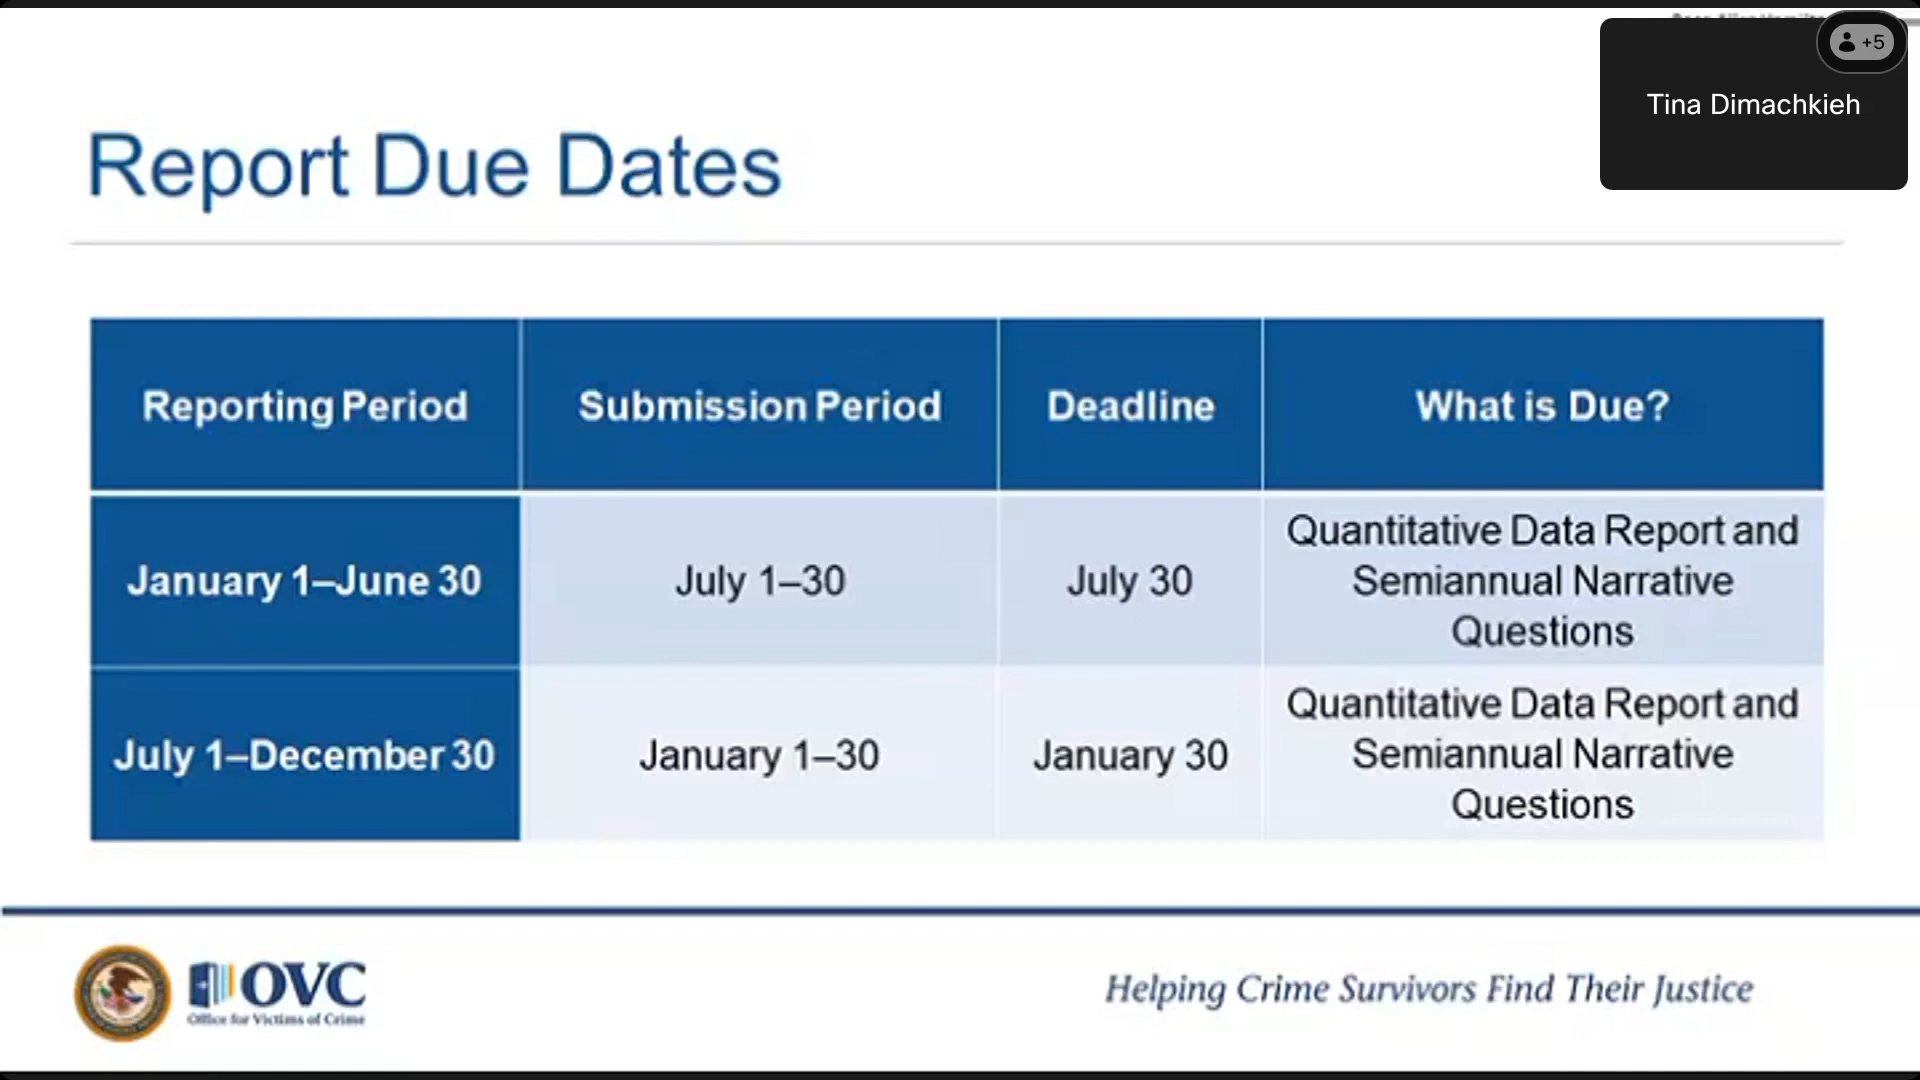 +5
Tina Dimachkieh
Report Due Dates
Reporting Period
Submission Period
Deadline
What is Due?
January 1–June 30
July 1–30
July 30
Quantitative Data Report and
Semiannual Narrative
Questions
July 1–December 30
January 1–30
January 30
Quantitative Data Report and
Semiannual Narrative
Questions
OVC
Office for Victims of Crime
Helping Crime Survivors Find Their Justice